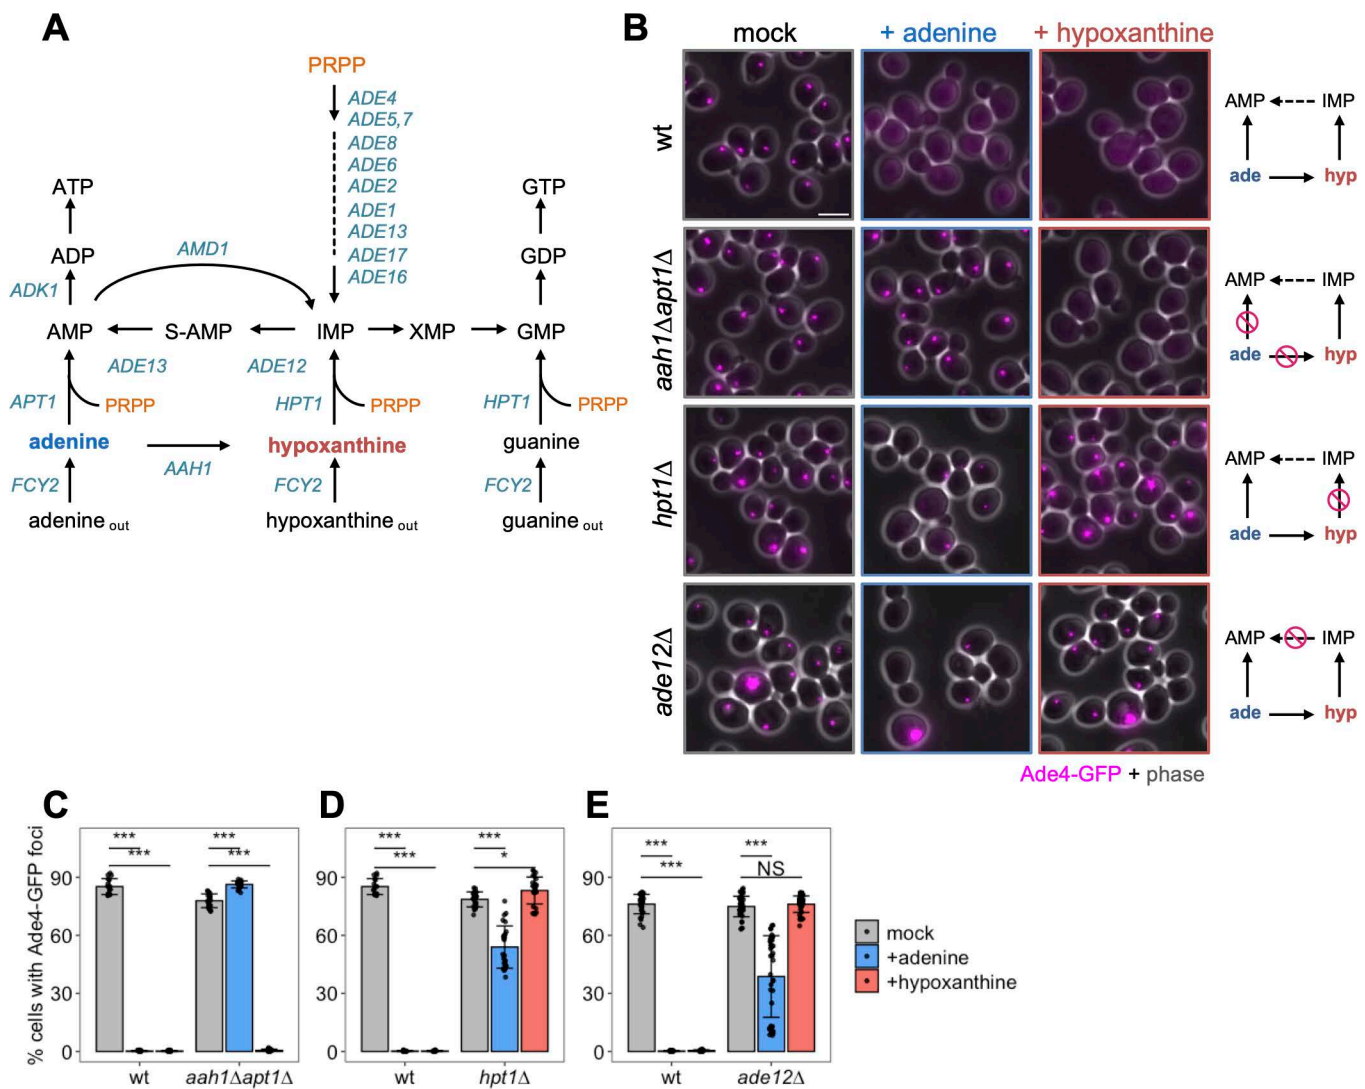 A
PRPP
ADE4
ADE5,7
ADE8
ADE6
ADE2
ADE1
ADE13
ADE17
ADE16
ATP
GTP
ADP
AMD1
GDP
ADK1
AMP
S-AMP
IMP
XMP
GMP
ADE13
ADE12
APT1
PRPP
HPT1
PRPP
HPT1
PRPP
adenine
hypoxanthine
guanine
AAH1
FCY2
FCY2
FCY2
adenine out
hypoxanthine out
guanine out
B
mock
+ adenine
+ hypoxanthine
wt
AMP
IMP
ade
hyp
aah1Δapt1Δ
AMP
IMP
ade
hyp
hpt1Δ
AMP
IMP
ade
hyp
ade12Δ
AMP
IMP
ade
hyp
Ade4-GFP + phase
C
% cells with Ade4-GFP foci
90
60
30
0
***
***
***
***
wt
aah1Δapt1Δ
D
90
60
30
0
***
***
***
*
wt
hpt1Δ
E
90
60
30
0
***
***
***
NS
wt
ade12Δ
mock
+adenine
+hypoxanthine